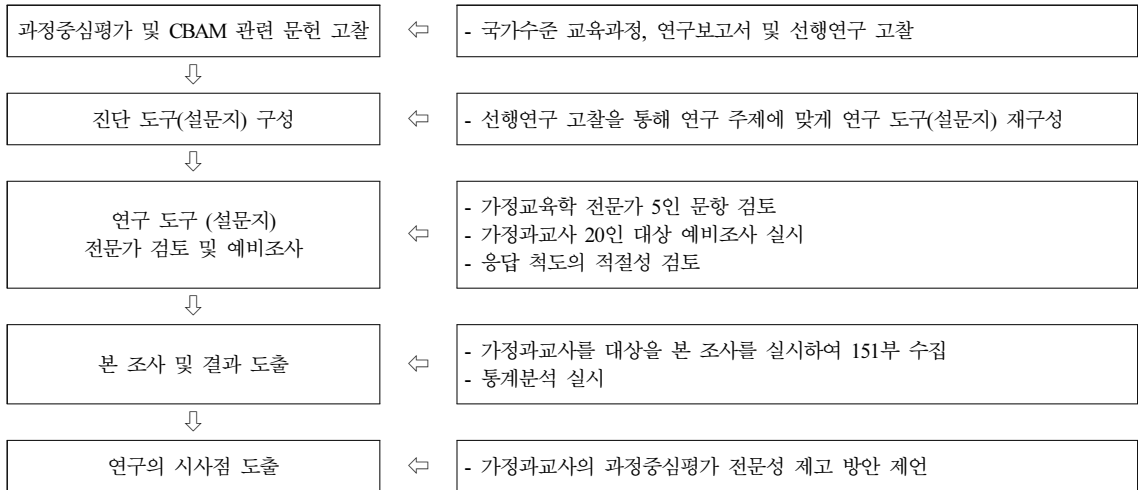 과정중심평가 및 CBAM 관련 문헌 고찰
- 국가수준 교육과정, 연구보고서 및 선행연구 고찰
진단 도구(설문지) 구성
- 선행연구 고찰을 통해 연구 주제에 맞게 연구 도구(설문지) 재구성
연구 도구 (설문지)
전문가 검토 및 예비조사
- 가정교육학 전문가 5인 문항 검토
- 가정과교사 20인 대상 예비조사 실시
- 응답 척도의 적절성 검토
본 조사 및 결과 도출
- 가정과교사를 대상을 본 조사를 실시하여 151부 수집
- 통계분석 실시
연구의 시사점 도출
- 가정과교사의 과정중심평가 전문성 제고 방안 제언